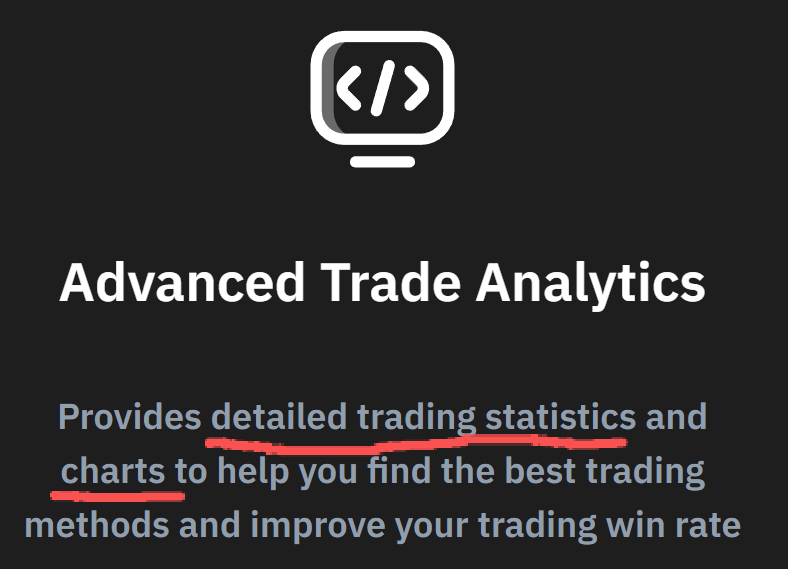 Advanced Trade Analytics
Provides detailed trading statistics and
charts to help you find the best trading
methods and improve your trading win rate